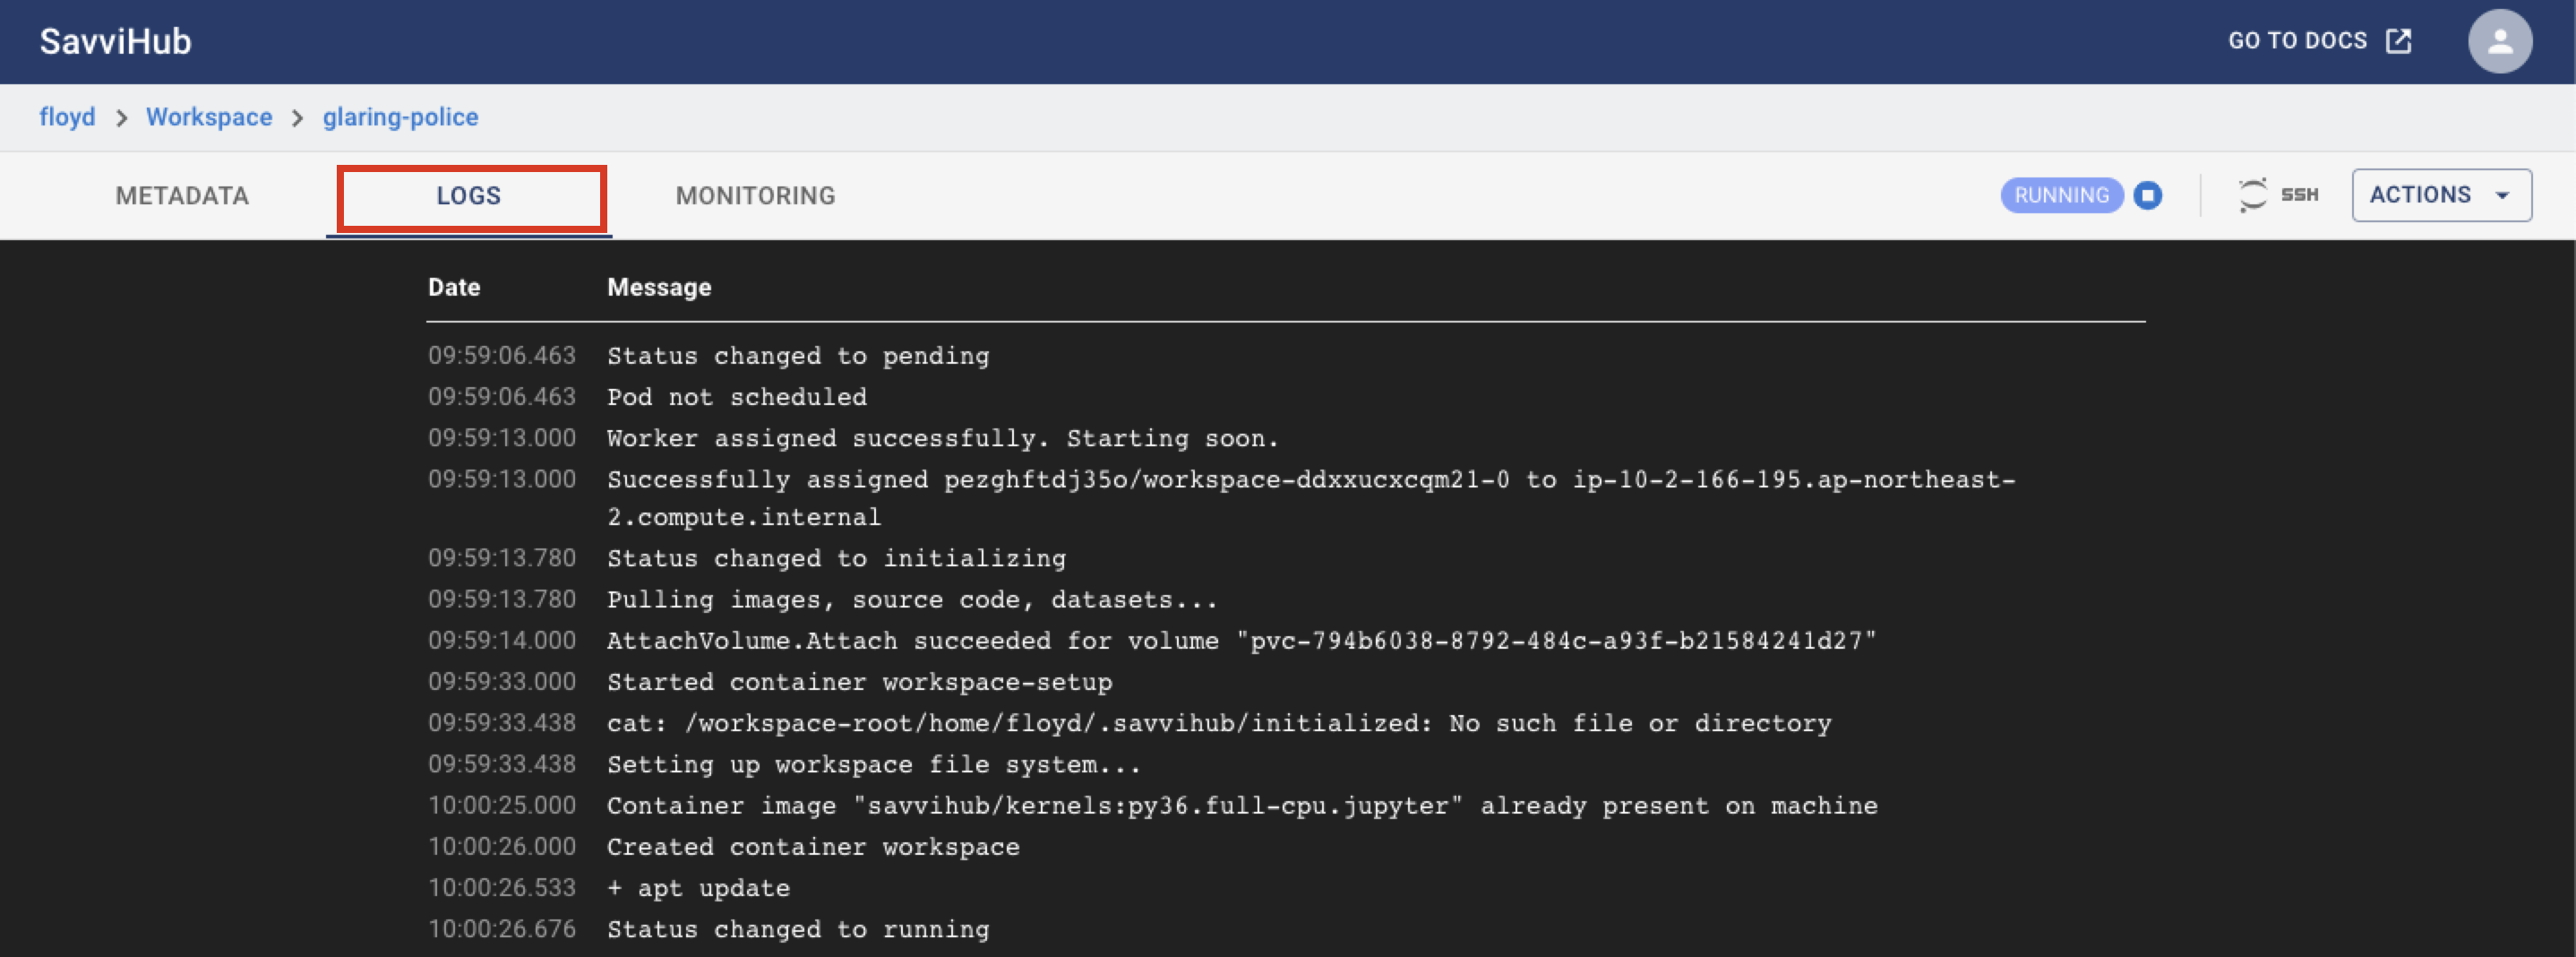 SavviHub
GO TO DOCS
floyd > Workspace > glaring-police
METADATA LOGS MONITORING RUNNING SSH ACTIONS
Date Message
09:59:06.463 Status changed to pending
09:59:06.463 Pod not scheduled
09:59:13.000 Worker assigned successfully. Starting soon.
09:59:13.000 Successfully assigned pezghftdj35o/workspace-ddxxucxcqm21-0 to ip-10-2-166-195.ap-northeast-
2.compute.internal
09:59:13.780 Status changed to initializing
09:59:13.780 Pulling images, source code, datasets...
09:59:14.000 AttachVolume.Attach succeeded for volume "pvc-794b6038-8792-484c-a93f-b21584241d27"
09:59:33.000 Started container workspace-setup
09:59:33.438 cat: /workspace-root/home/floyd/.savvihub/initialized: No such file or directory
09:59:33.438 Setting up workspace file system...
10:00:25.000 Container image "savvihub/kernels:py36.full-cpu.jupyter" already present on machine
10:00:26.000 Created container workspace
10:00:26.533 + apt update
10:00:26.676 Status changed to running